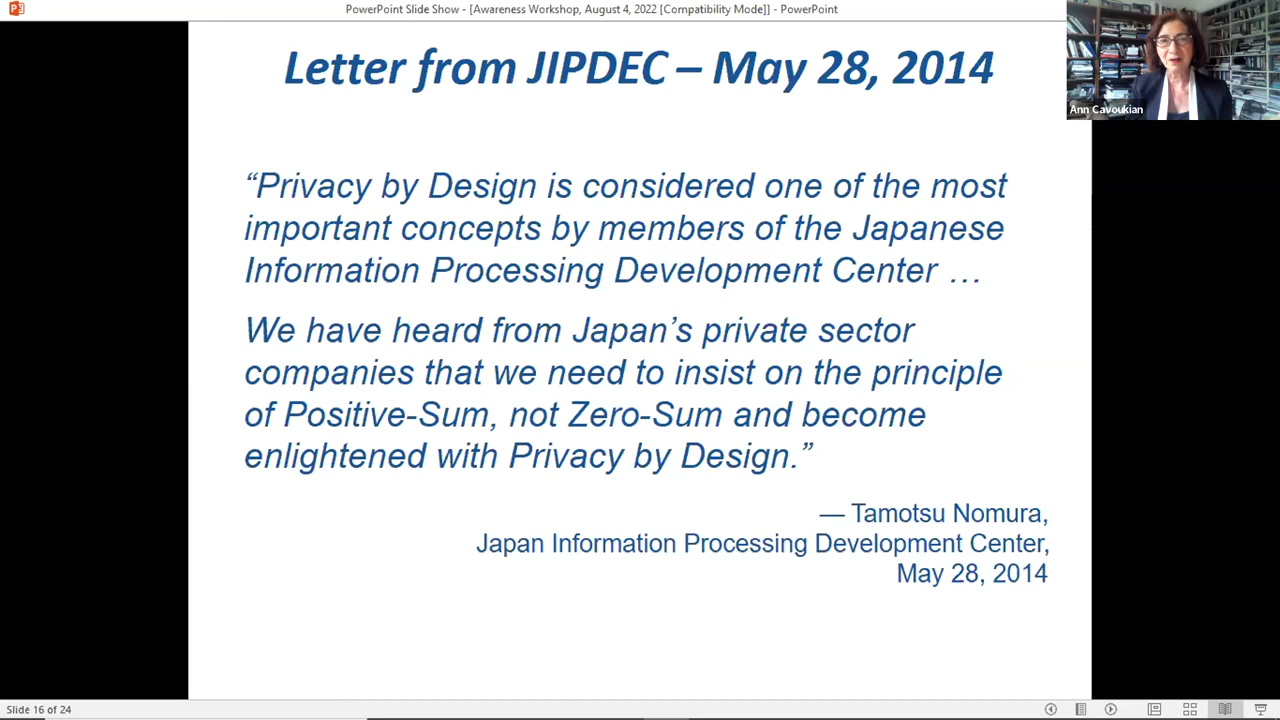 PowerPoint Slide Show - [Awareness Workshop, August 4, 2022 [Compatibility Mode]] - PowerPoint
Ann Cavoukian
Letter from JIPDEC – May 28, 2014
“Privacy by Design is considered one of the most
important concepts by members of the Japanese
Information Processing Development Center …
We have heard from Japan’s private sector
companies that we need to insist on the principle
of Positive-Sum, not Zero-Sum and become
enlightened with Privacy by Design.”
— Tamotsu Nomura,
Japan Information Processing Development Center,
May 28, 2014
Slide 16 of 24